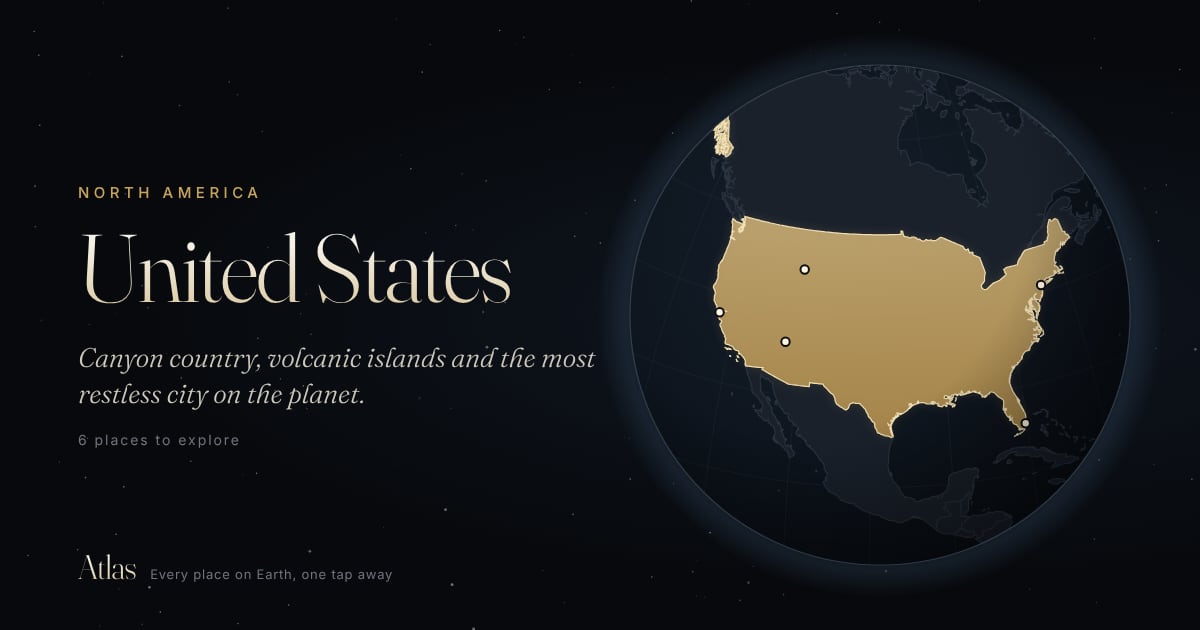 NORTH AMERICA
United States
Canyon country, volcanic islands and the most
restless city on the planet.
6 places to explore
Atlas Every place on Earth, one tap away